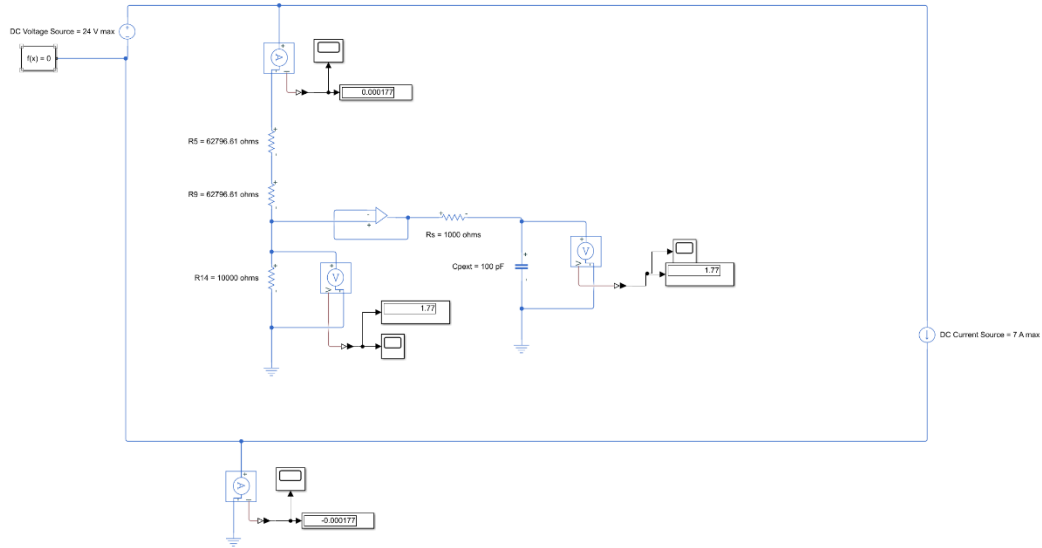 DC Voltage Source = 24 V max
f(x) = 0
A
0.000177
R5 = 62796.61 ohms
R9 = 62796.61 ohms
Rs = 1000 ohms
R14 = 10000 ohms
V
Cpext = 100 pF
V
1.77
1.77
DC Current Source = 7 A max
A
-0.000177